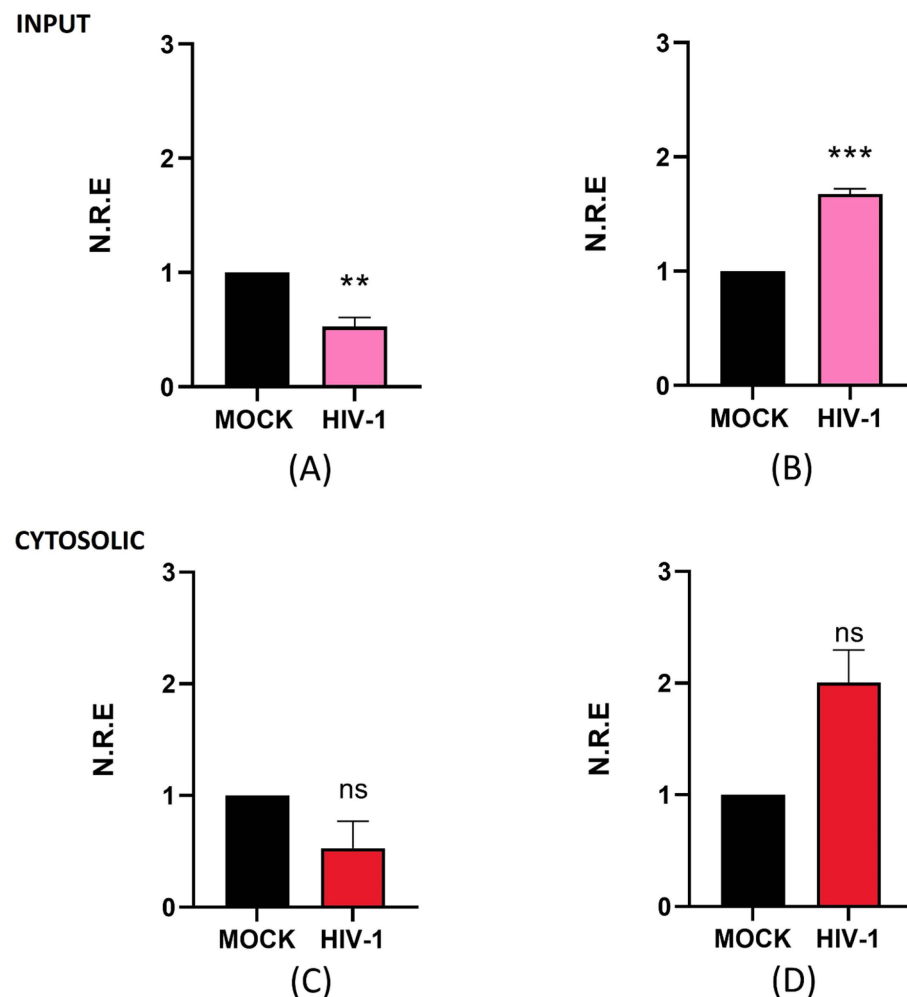 INPUT
3
2
1
0
N.R.E
**
MOCK HIV-1
(A)
3
2
1
0
N.R.E
***
MOCK HIV-1
(B)
CYTOSOLIC
3
2
1
0
N.R.E
ns
MOCK HIV-1
(C)
3
2
1
0
N.R.E
ns
MOCK HIV-1
(D)